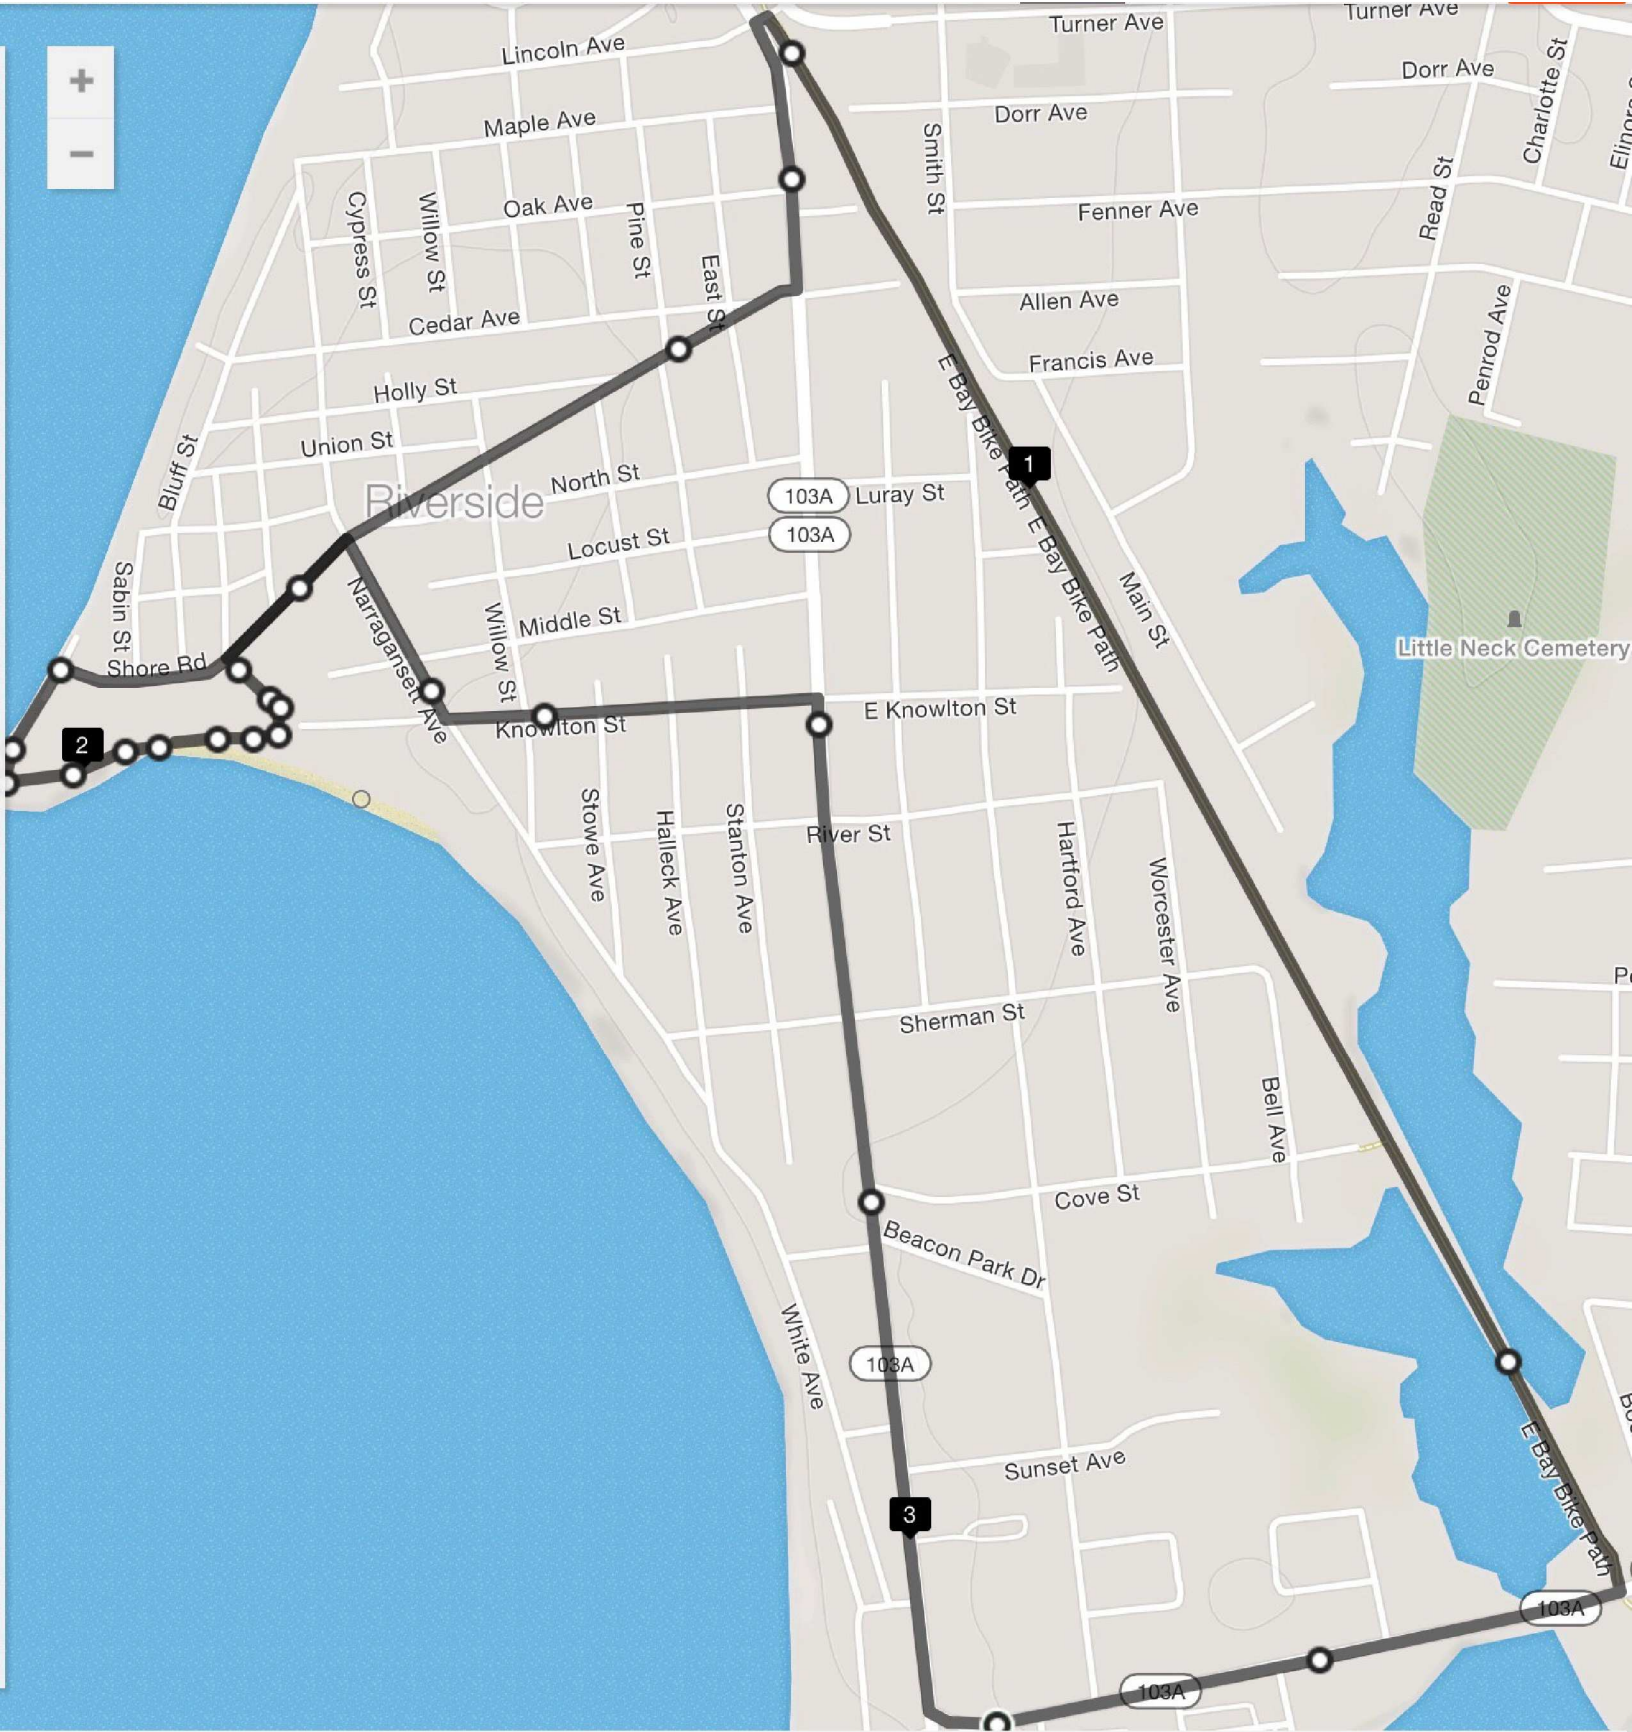 Turner Ave
Turner Ave
Lincoln Ave
Dorr Ave
Charlotte St
Maple Ave
Dorr Ave
Smith St
Read St
Cypress St
Willow St
Oak Ave
Pine St
Fenner Ave
East St
Allen Ave
Cedar Ave
Penrod Ave
Francis Ave
E Bay Bike Path
Holly St
Bluff St
Union St
1
North St
Riverside
103A
Luray St
103A
E Bay Bike Path
Locust St
Sabin St
Narragansett Ave
Main St
Willow St
Middle St
Little Neck Cemetery
Shore Rd
2
Knowlton St
E Knowlton St
Stowe Ave
Halleck Ave
Stanton Ave
River St
Hartford Ave
Worcester Ave
Sherman St
Bell Ave
Cove St
Beacon Park Dr
White Ave
103A
E Bay Bike Path
Sunset Ave
3
103A
103A